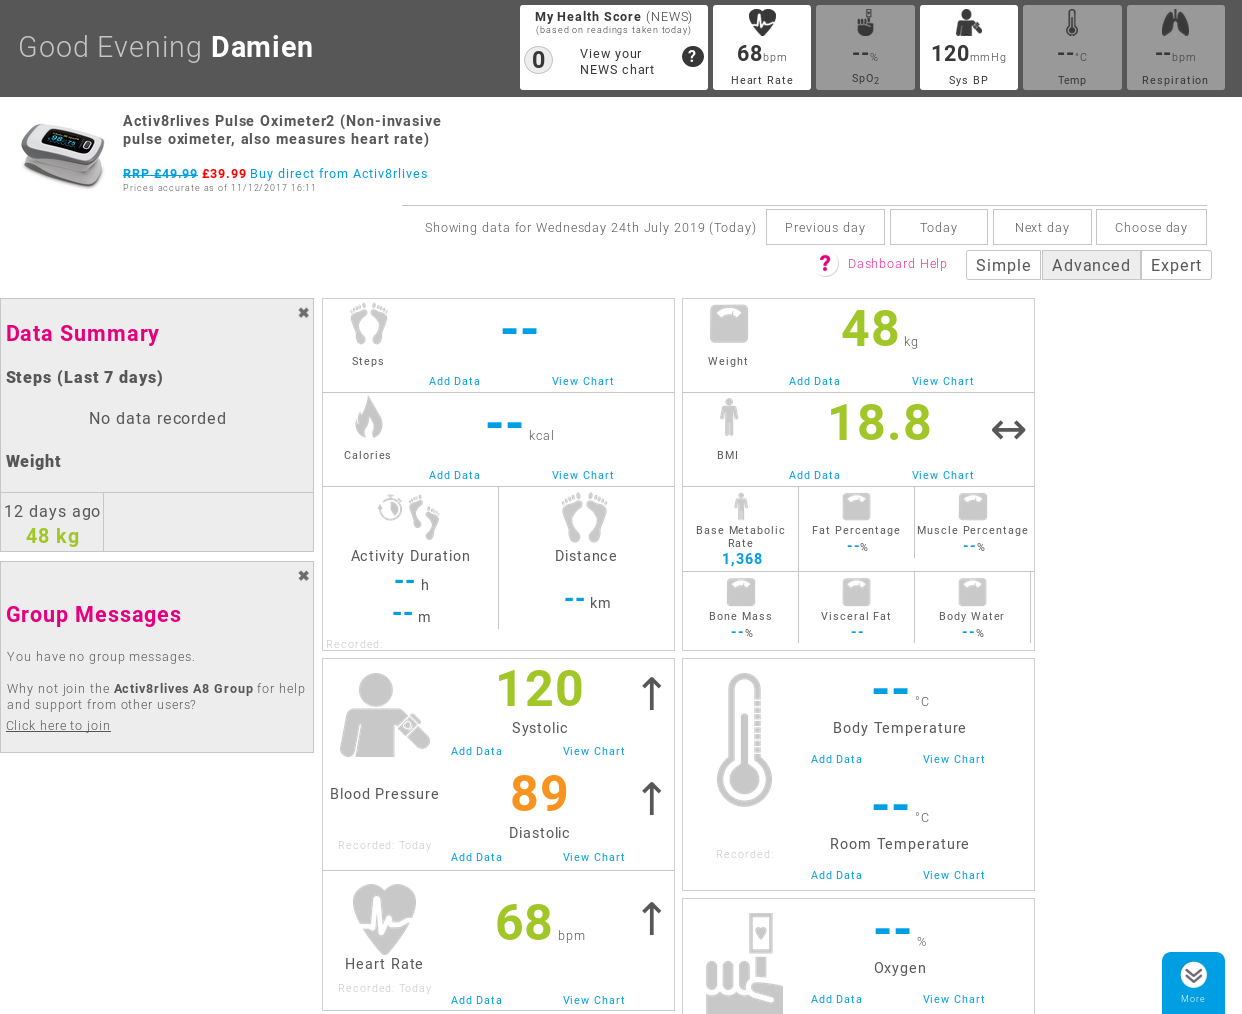 Good Evening Damien
My Health Score (NEWS)
(based on readings taken today)
0
View your
NEWS chart
?
68bpm
Heart Rate
--%
SpO2
120mmHg
Sys BP
--°C
Temp
--bpm
Respiration
Activ8rlives Pulse Oximeter2 (Non-invasive
pulse oximeter, also measures heart rate)
RRP £49.99 £39.99 Buy direct from Activ8rlives
Prices accurate as of 11/12/2017 16:11
Showing data for Wednesday 24th July 2019 (Today)
Previous day
Today
Next day
Choose day
? Dashboard Help
Simple
Advanced
Expert
Data Summary
Steps (Last 7 days)
No data recorded
Weight
12 days ago
48 kg
Group Messages
You have no group messages.
Why not join the Activ8rlives A8 Group for help
and support from other users?
Click here to join
--
Steps
Add Data View Chart
-- kcal
Calories
Add Data View Chart
Activity Duration
-- h
-- m
Distance
-- km
Recorded:
48 kg
Weight
Add Data View Chart
18.8
BMI
Add Data View Chart
Base Metabolic
Rate
1,368
Fat Percentage
--%
Muscle Percentage
--%
Bone Mass
--%
Visceral Fat
--
Body Water
--%
120
Systolic
Add Data View Chart
Blood Pressure
89
Diastolic
Recorded: Today
Add Data View Chart
68 bpm
Heart Rate
Recorded: Today
Add Data View Chart
-- °C
Body Temperature
Add Data View Chart
-- °C
Room Temperature
Recorded:
Add Data View Chart
-- %
Oxygen
Add Data View Chart
More